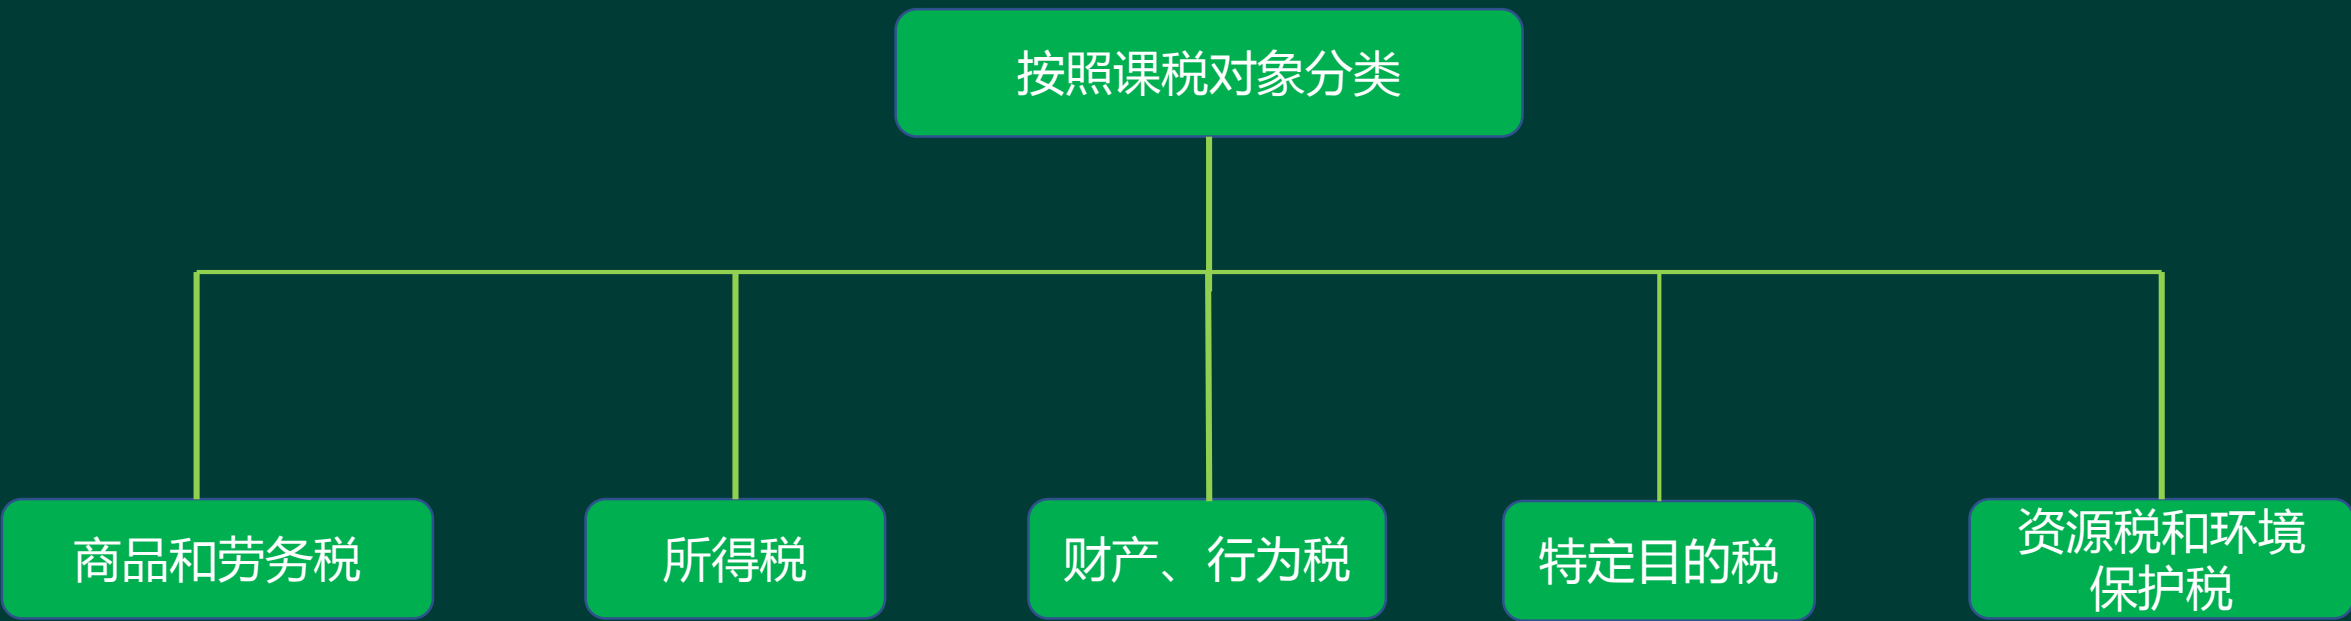 按照课税对象分类
商品和劳务税
所得税
财产、行为税
特定目的税
资源税和环境
保护税